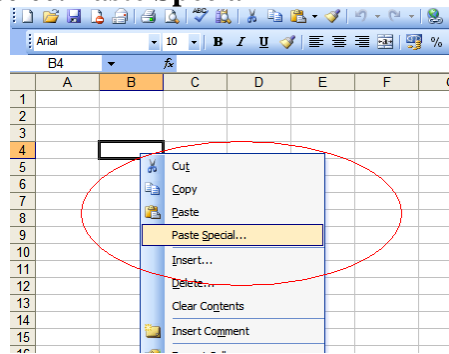 Arial 10 B I U %
B4 fx
A B C D E F
1
2
3
4
5 Cut
6 Copy
7 Paste
8
9 Paste Special...
10 Insert...
11
12 Delete...
13 Clear Contents
14
15 Insert Comment
16